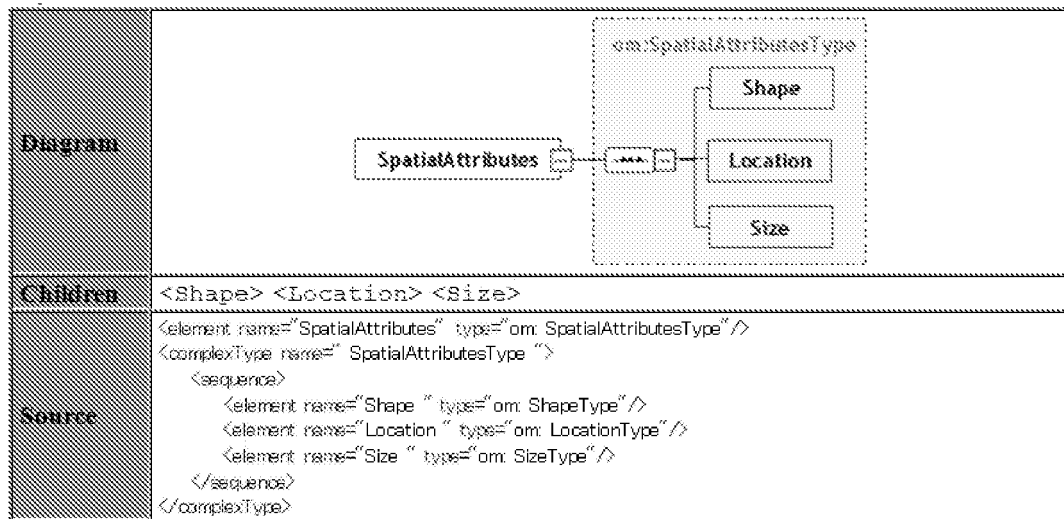 Diagram
om:SpatialAttributesType
Shape
SpatialAttributes
Location
Size
Children
<Shape> <Location> <Size>
Source
<element name="SpatialAttributes" type="om: SpatialAttributesType"/>
<complexType name=" SpatialAttributesType ">
<sequence>
<element name="Shape " type="om: ShapeType"/>
<element name="Location " type="om: LocationType"/>
<element name="Size " type="om: SizeType"/>
</sequence>
</complexType>